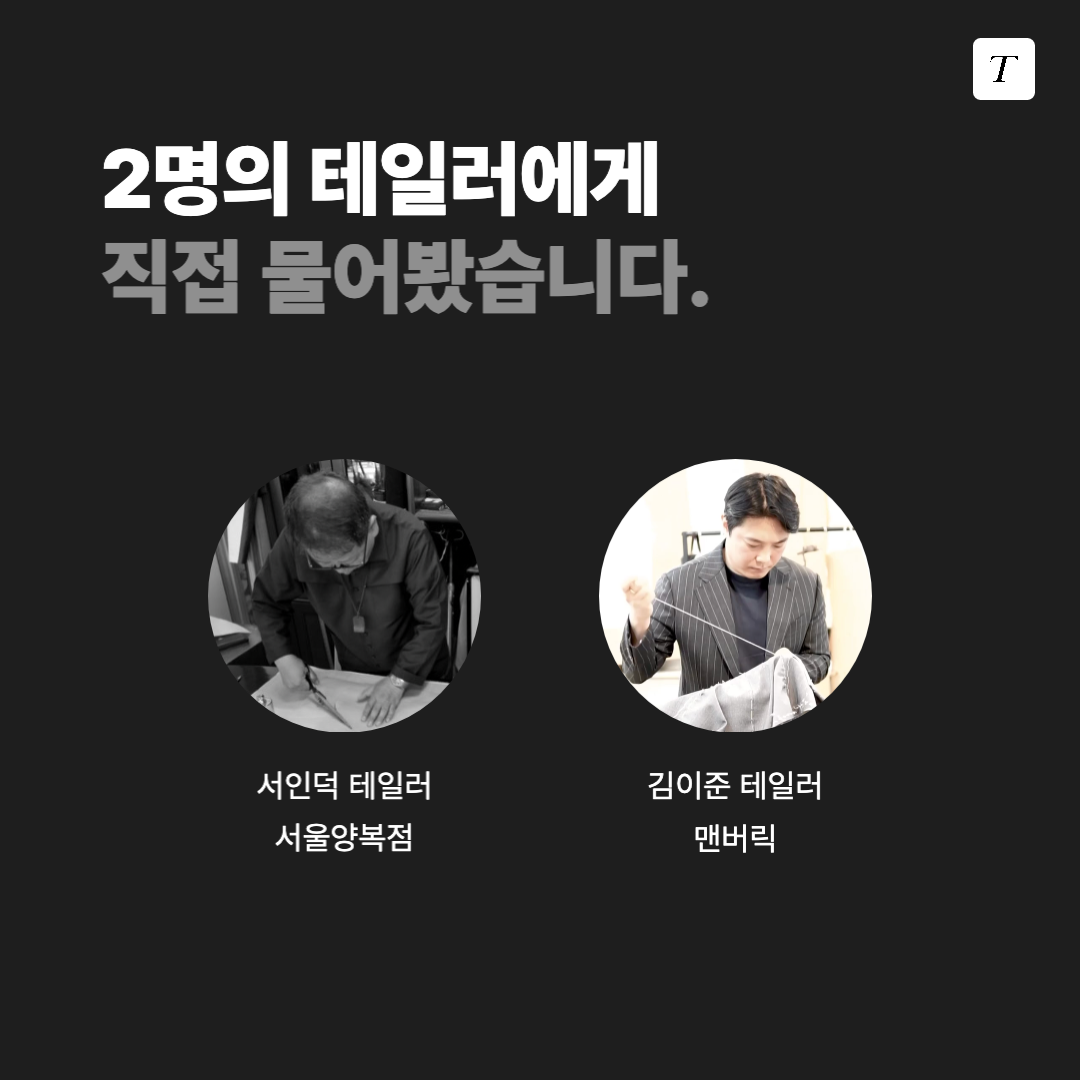 T
2명의 테일러에게
직접 물어봤습니다.
서인덕 테일러
서울양복점
김이준 테일러
맨버릭